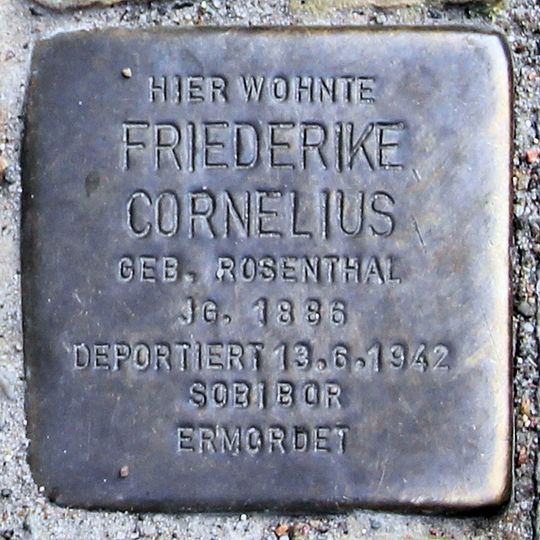 HIER WOHNTE
FRIEDERIKE
CORNELIUS
GEB. ROSENTHAL
JG. 1886
DEPORTIERT 13.6.1942
SOBIBOR
ERMORDET